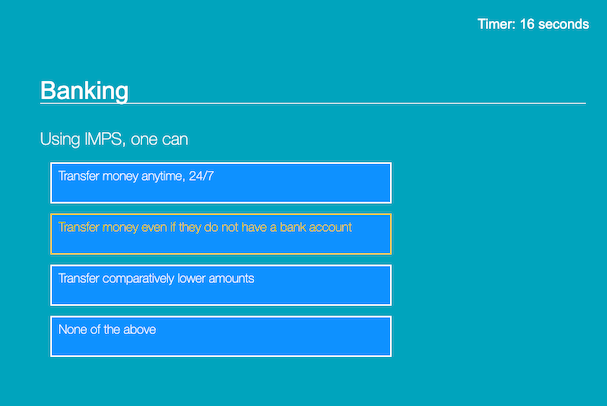 Timer: 16 seconds
Banking
Using IMPS, one can
Transfer money anytime, 24/7
Transfer money even if they do not have a bank account
Transfer comparatively lower amounts
None of the above